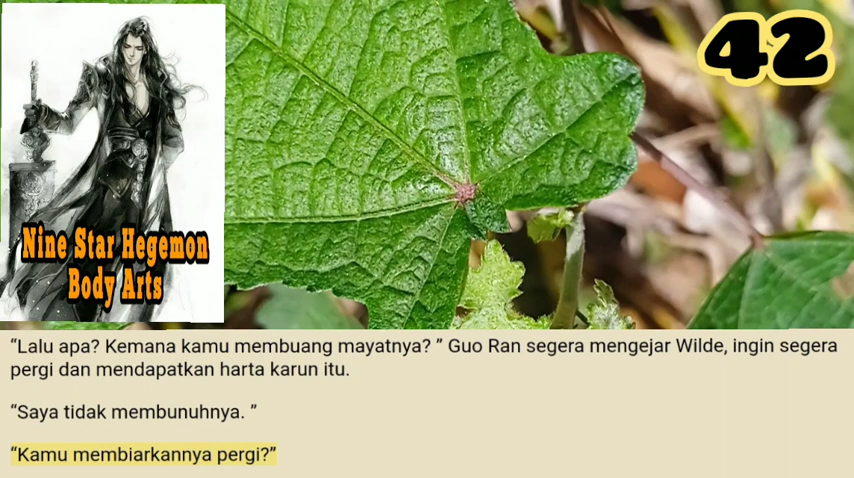 42
Nine Star Hegemon
Body Arts
“Lalu apa? Kemana kamu membuang mayatnya? ” Guo Ran segera mengejar Wilde, ingin segera
pergi dan mendapatkan harta karun itu.
“Saya tidak membunuhnya. ”
“Kamu membiarkannya pergi?”